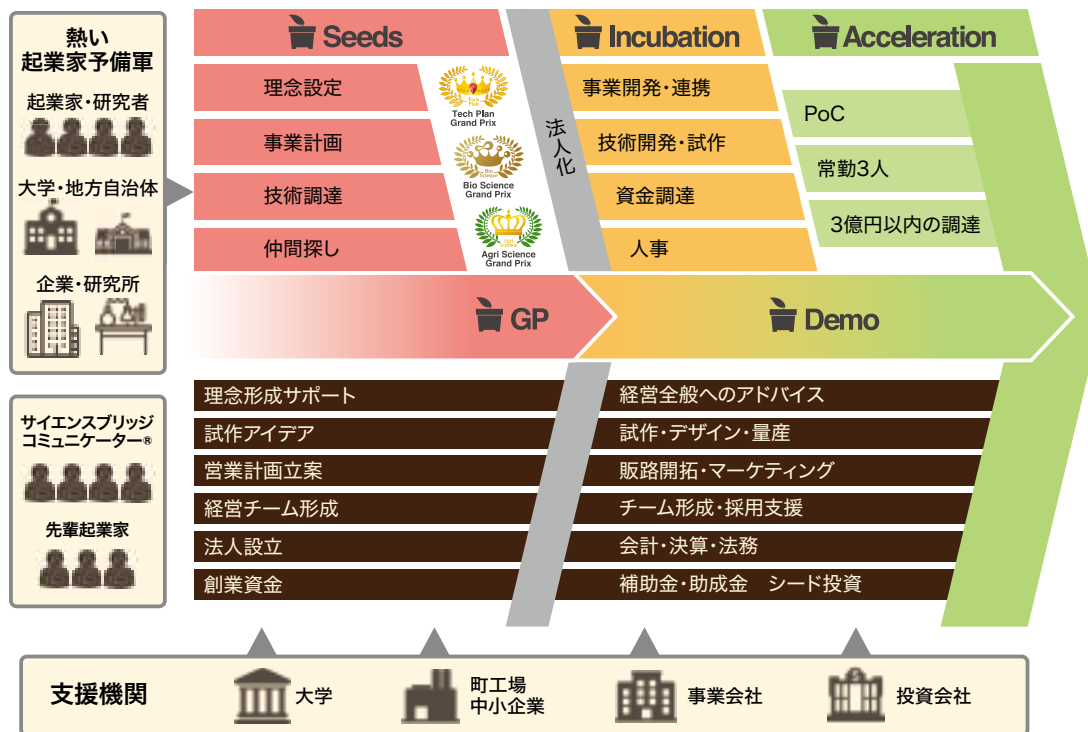 熱い
起業家予備軍
起業家・研究者
大学・地方自治体
企業・研究所
Seeds
理念設定
事業計画
技術調達
仲間探し
Tech Plan
Grand Prix
Bio Science
Grand Prix
Agri Science
Grand Prix
法人化
Incubation
事業開発・連携
技術開発・試作
資金調達
人事
Acceleration
PoC
常勤3人
3億円以内の調達
GP
Demo
サイエンスブリッジ
コミュニケーター®
先輩起業家
理念形成サポート
試作アイデア
営業計画立案
経営チーム形成
法人設立
創業資金
経営全般へのアドバイス
試作・デザイン・量産
販路開拓・マーケティング
チーム形成・採用支援
会計・決算・法務
補助金・助成金　シード投資
支援機関
大学
町工場
中小企業
事業会社
投資会社